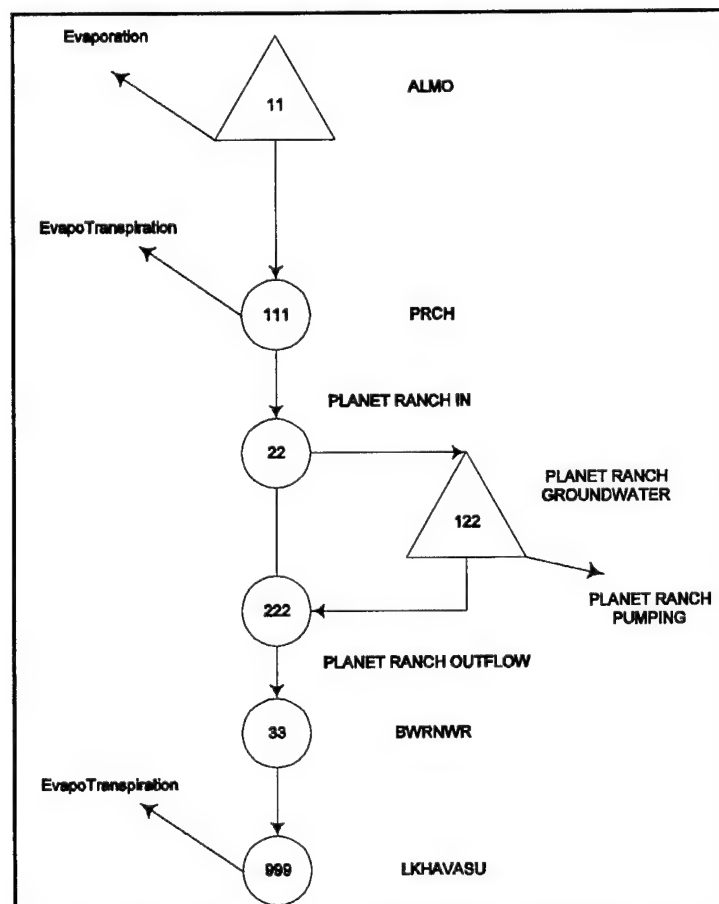 Evaporation
11
ALMO
EvapoTranspiration
111
PRCH
PLANET RANCH IN
22
PLANET RANCH
GROUNDWATER
122
222
PLANET RANCH
PUMPING
PLANET RANCH OUTFLOW
33
BWRNWR
EvapoTranspiration
999
LKHAVASU